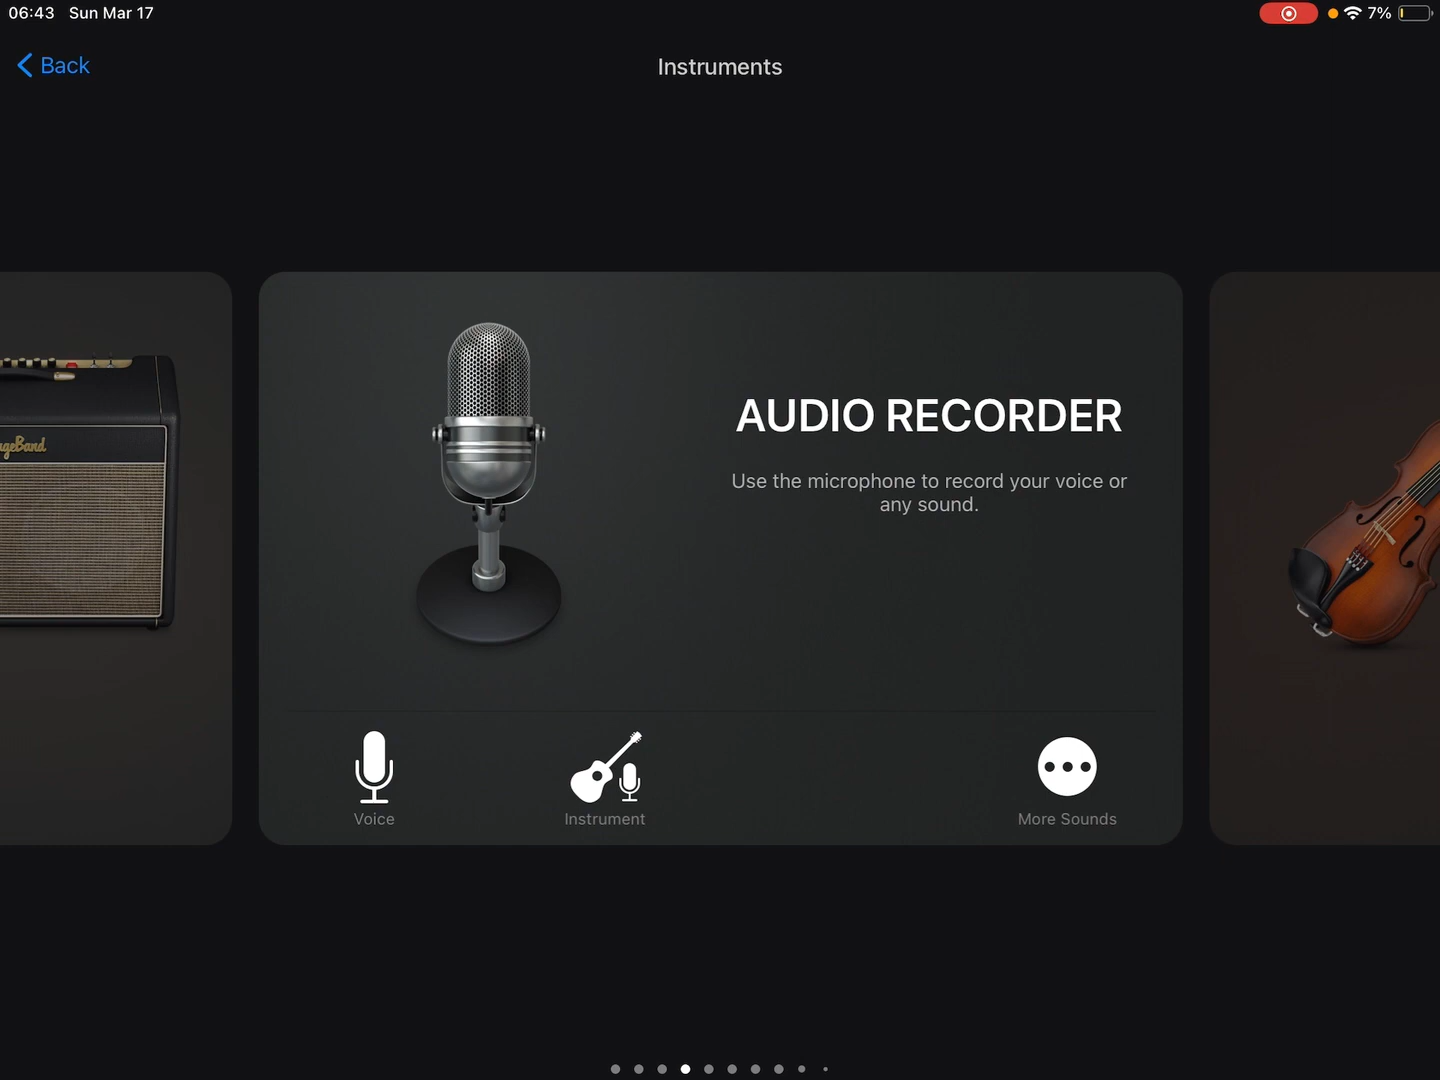 06:43 Sun Mar 17
7%
Back
Instruments
AUDIO RECORDER
Use the microphone to record your voice or
any sound.
Voice
Instrument
More Sounds